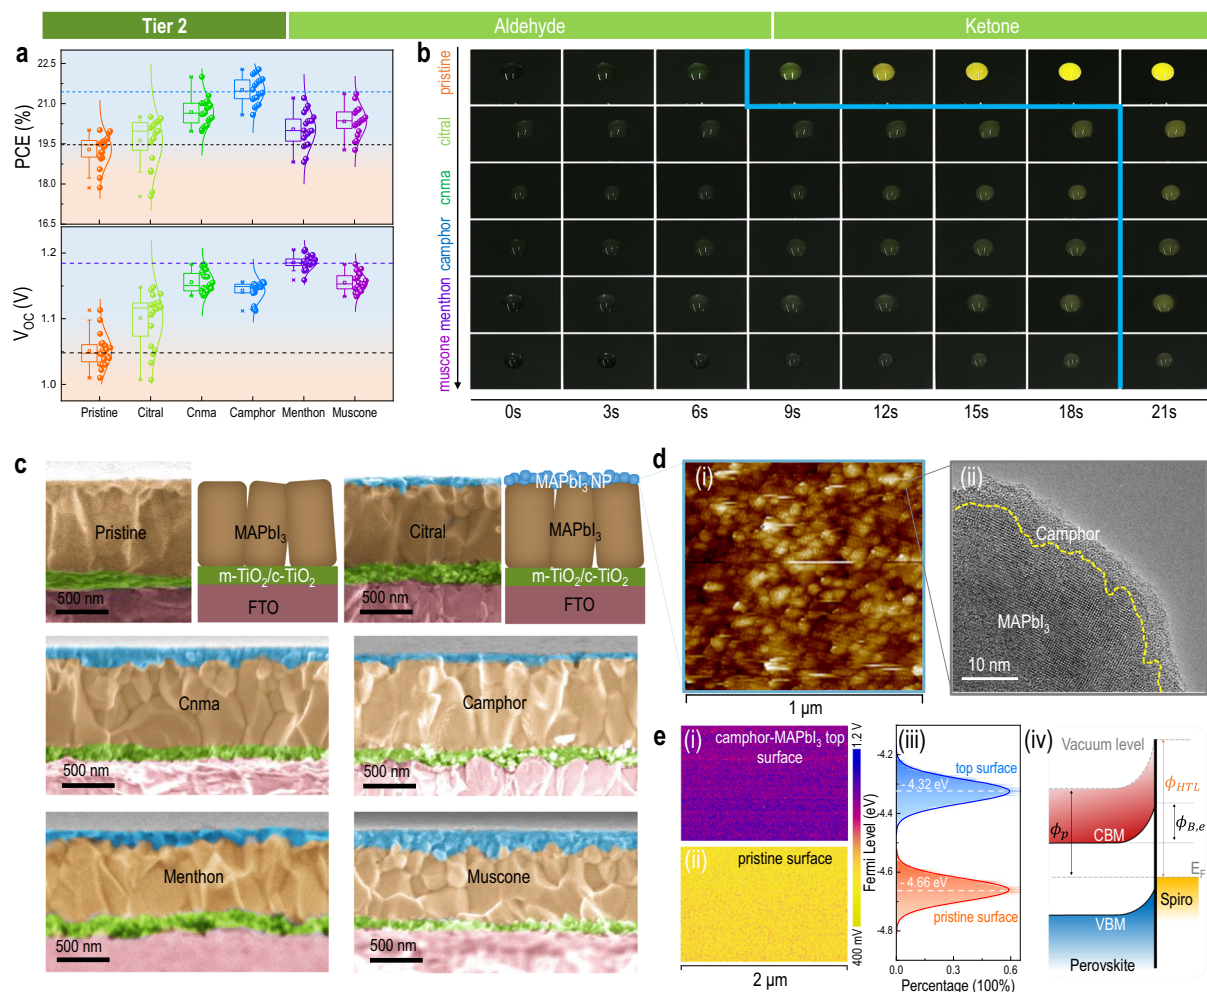 Tier 2
Aldehyde
Ketone
a
PCE (%)
22.5
21.0
19.5
18.0
16.5
V_OC (V)
1.2
1.1
1.0
Pristine Citral Cnma Camphor Menthon Muscone
b
pristine
citral
cnma
camphor
menthon
muscone
0s 3s 6s 9s 12s 15s 18s 21s
c
Pristine
500 nm
MAPbI₃
m-TiO₂/c-TiO₂
FTO
Citral
500 nm
MAPbI₃ NP
MAPbI₃
m-TiO₂/c-TiO₂
FTO
Cnma
500 nm
Camphor
500 nm
Menthon
500 nm
Muscone
500 nm
d
(i)
1 µm
(ii)
Camphor
MAPbI₃
10 nm
e
(i)
camphor-MAPbI₃ top
surface
(ii)
pristine surface
2 µm
1.2 V
400 mV
Fermi Level (eV)
(iii)
-4.2
-4.4
-4.6
-4.8
top surface
- 4.32 eV
- 4.66 eV
pristine surface
0.0 0.3 0.6
Percentage (100%)
(iv)
Vacuum level
ϕ_HTL
ϕ_p
ϕ_B,e
CBM
E_F
Spiro
VBM
Perovskite